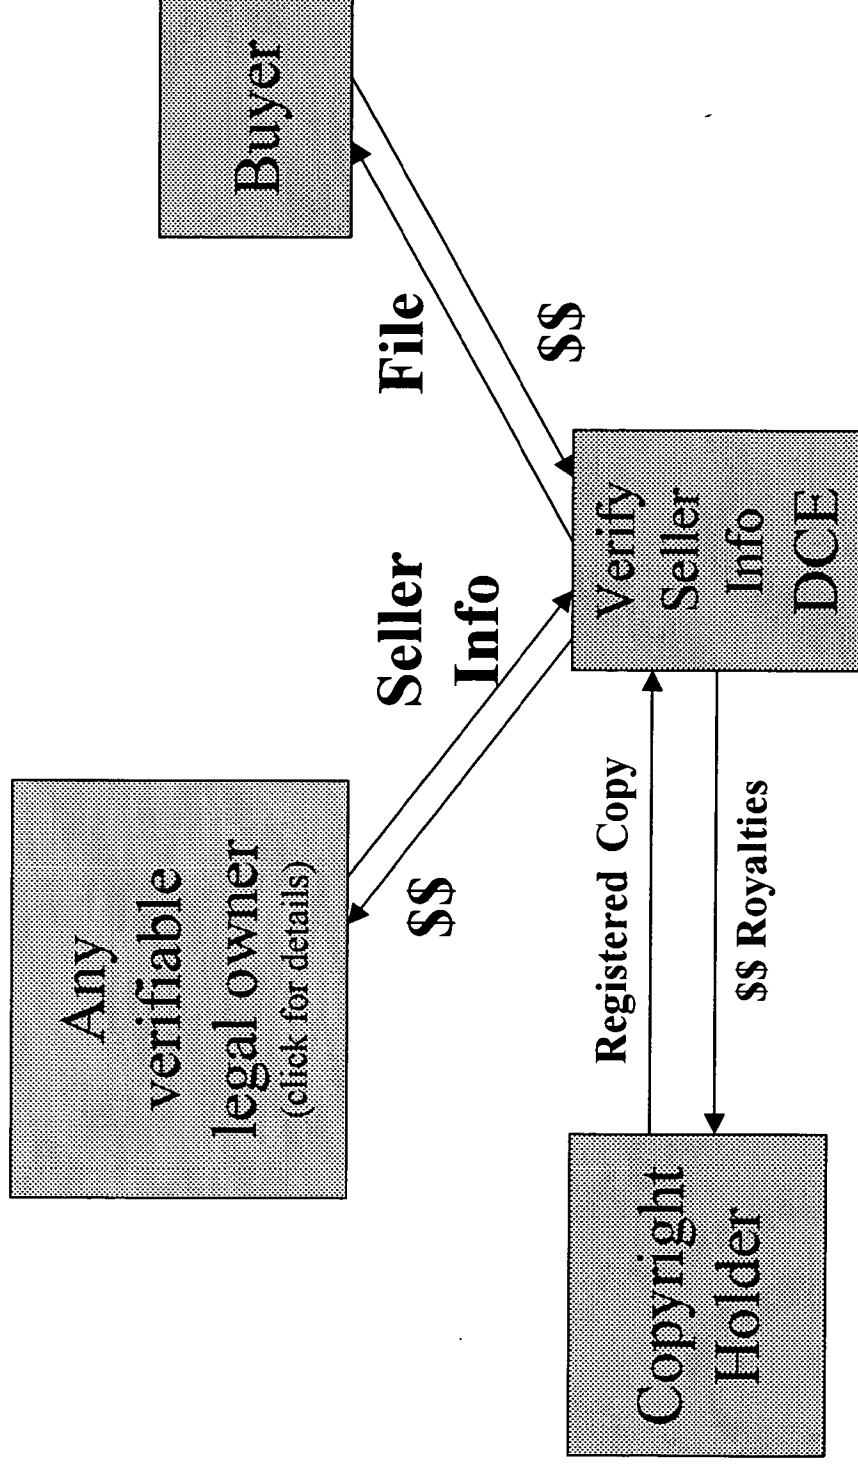 Any
verifiable
legal owner
(click for details)
Buyer
Seller
Info
File
$$
$$
Copyright
Holder
Registered Copy
$$ Royalties
Verify
Seller
Info
DCE